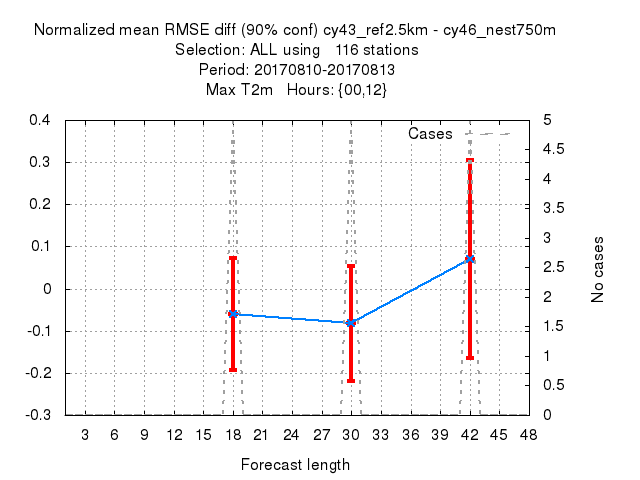 Normalized mean RMSE diff (90% conf) cy43_ref2.5km - cy46_nest750m
Selection: ALL using   116 stations
Period: 20170810-20170813
Max T2m   Hours: {00,12}
Cases
0.4
0.3
0.2
0.1
0
-0.1
-0.2
-0.3
5
4.5
4
3.5
3
2.5
2
1.5
1
0.5
0
No cases
3 6 9 12 15 18 21 24 27 30 33 36 39 42 45 48
Forecast length